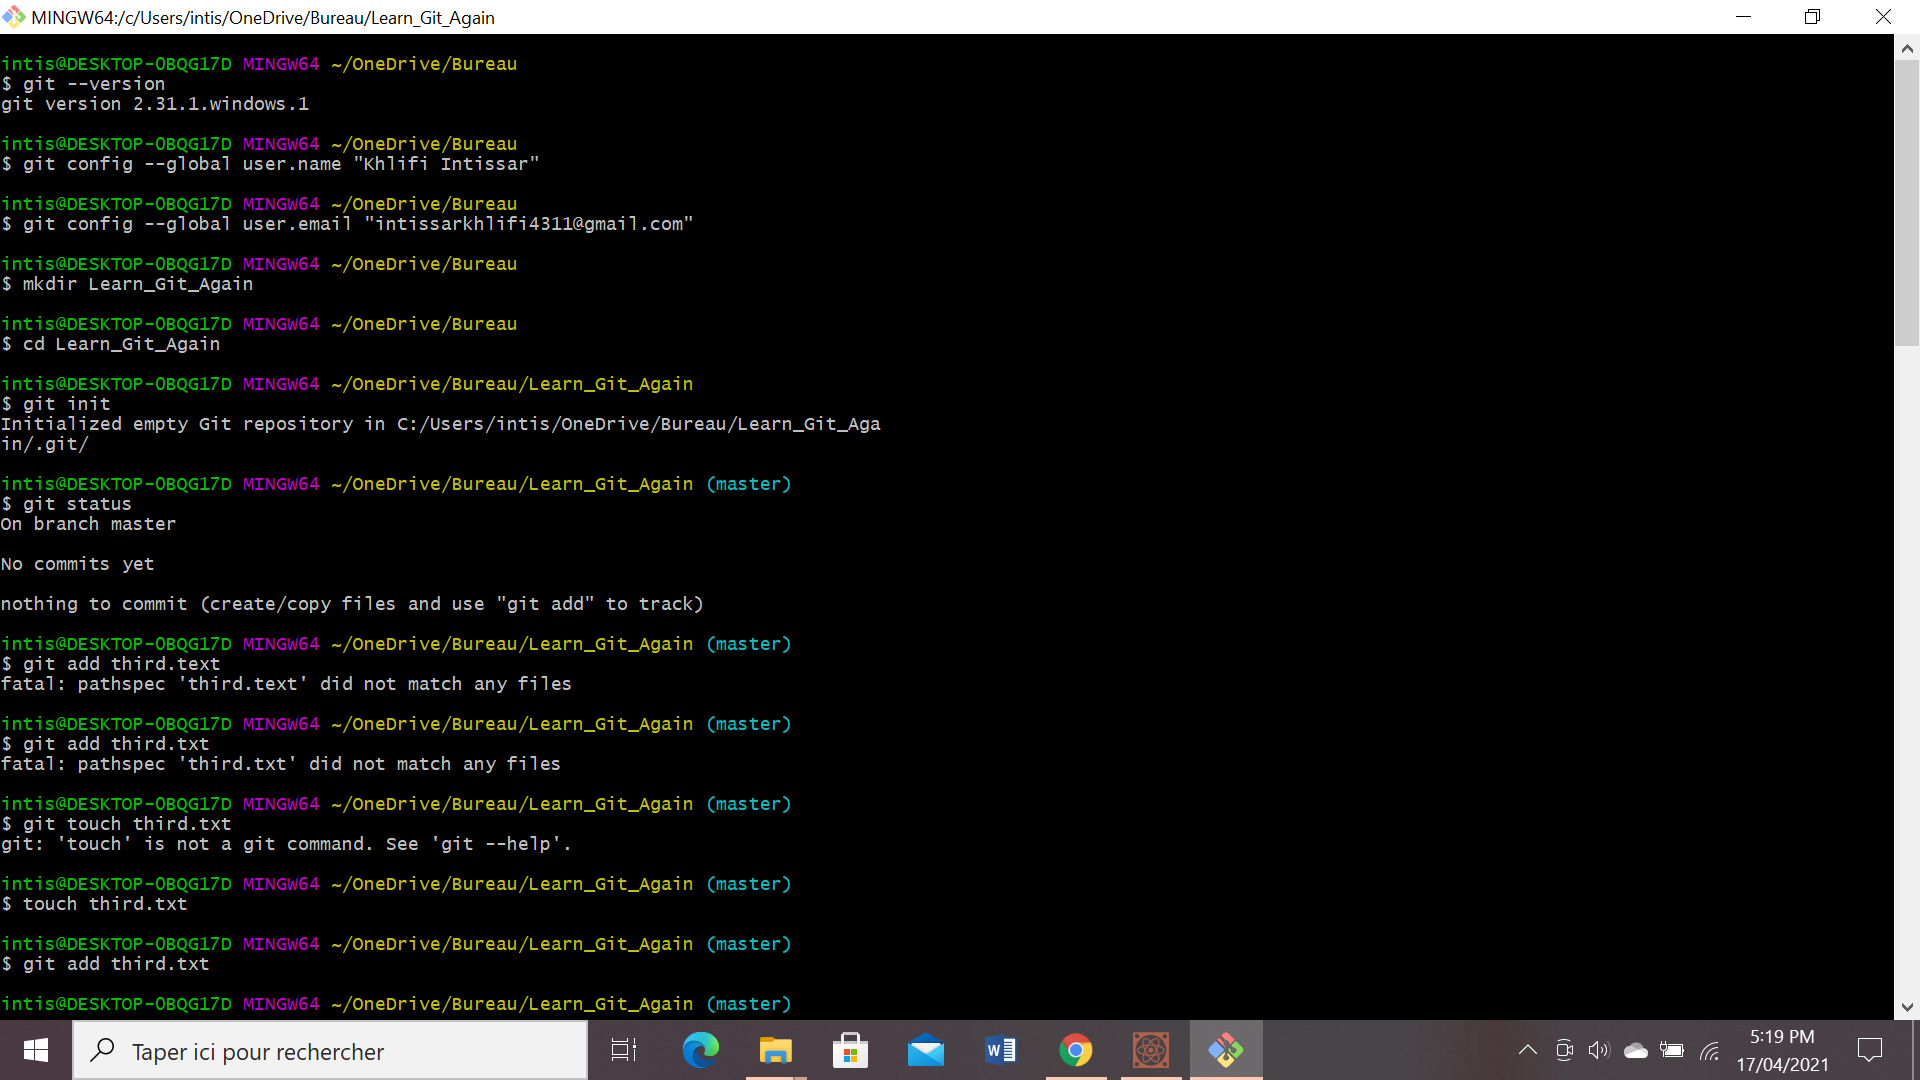 MINGW64:/c/Users/intis/OneDrive/Bureau/Learn_Git_Again
intis@DESKTOP-0BQG17D MINGW64 ~/OneDrive/Bureau
$ git --version
git version 2.31.1.windows.1
intis@DESKTOP-0BQG17D MINGW64 ~/OneDrive/Bureau
$ git config --global user.name "Khlifi Intissar"
intis@DESKTOP-0BQG17D MINGW64 ~/OneDrive/Bureau
$ git config --global user.email "intissarkhlifi4311@gmail.com"
intis@DESKTOP-0BQG17D MINGW64 ~/OneDrive/Bureau
$ mkdir Learn_Git_Again
intis@DESKTOP-0BQG17D MINGW64 ~/OneDrive/Bureau
$ cd Learn_Git_Again
intis@DESKTOP-0BQG17D MINGW64 ~/OneDrive/Bureau/Learn_Git_Again
$ git init
Initialized empty Git repository in C:/Users/intis/OneDrive/Bureau/Learn_Git_Aga
in/.git/
intis@DESKTOP-0BQG17D MINGW64 ~/OneDrive/Bureau/Learn_Git_Again (master)
$ git status
On branch master
No commits yet
nothing to commit (create/copy files and use "git add" to track)
intis@DESKTOP-0BQG17D MINGW64 ~/OneDrive/Bureau/Learn_Git_Again (master)
$ git add third.text
fatal: pathspec 'third.text' did not match any files
intis@DESKTOP-0BQG17D MINGW64 ~/OneDrive/Bureau/Learn_Git_Again (master)
$ git add third.txt
fatal: pathspec 'third.txt' did not match any files
intis@DESKTOP-0BQG17D MINGW64 ~/OneDrive/Bureau/Learn_Git_Again (master)
$ git touch third.txt
git: 'touch' is not a git command. See 'git --help'.
intis@DESKTOP-0BQG17D MINGW64 ~/OneDrive/Bureau/Learn_Git_Again (master)
$ touch third.txt
intis@DESKTOP-0BQG17D MINGW64 ~/OneDrive/Bureau/Learn_Git_Again (master)
$ git add third.txt
intis@DESKTOP-0BQG17D MINGW64 ~/OneDrive/Bureau/Learn_Git_Again (master)
Taper ici pour rechercher
5:19 PM
17/04/2021